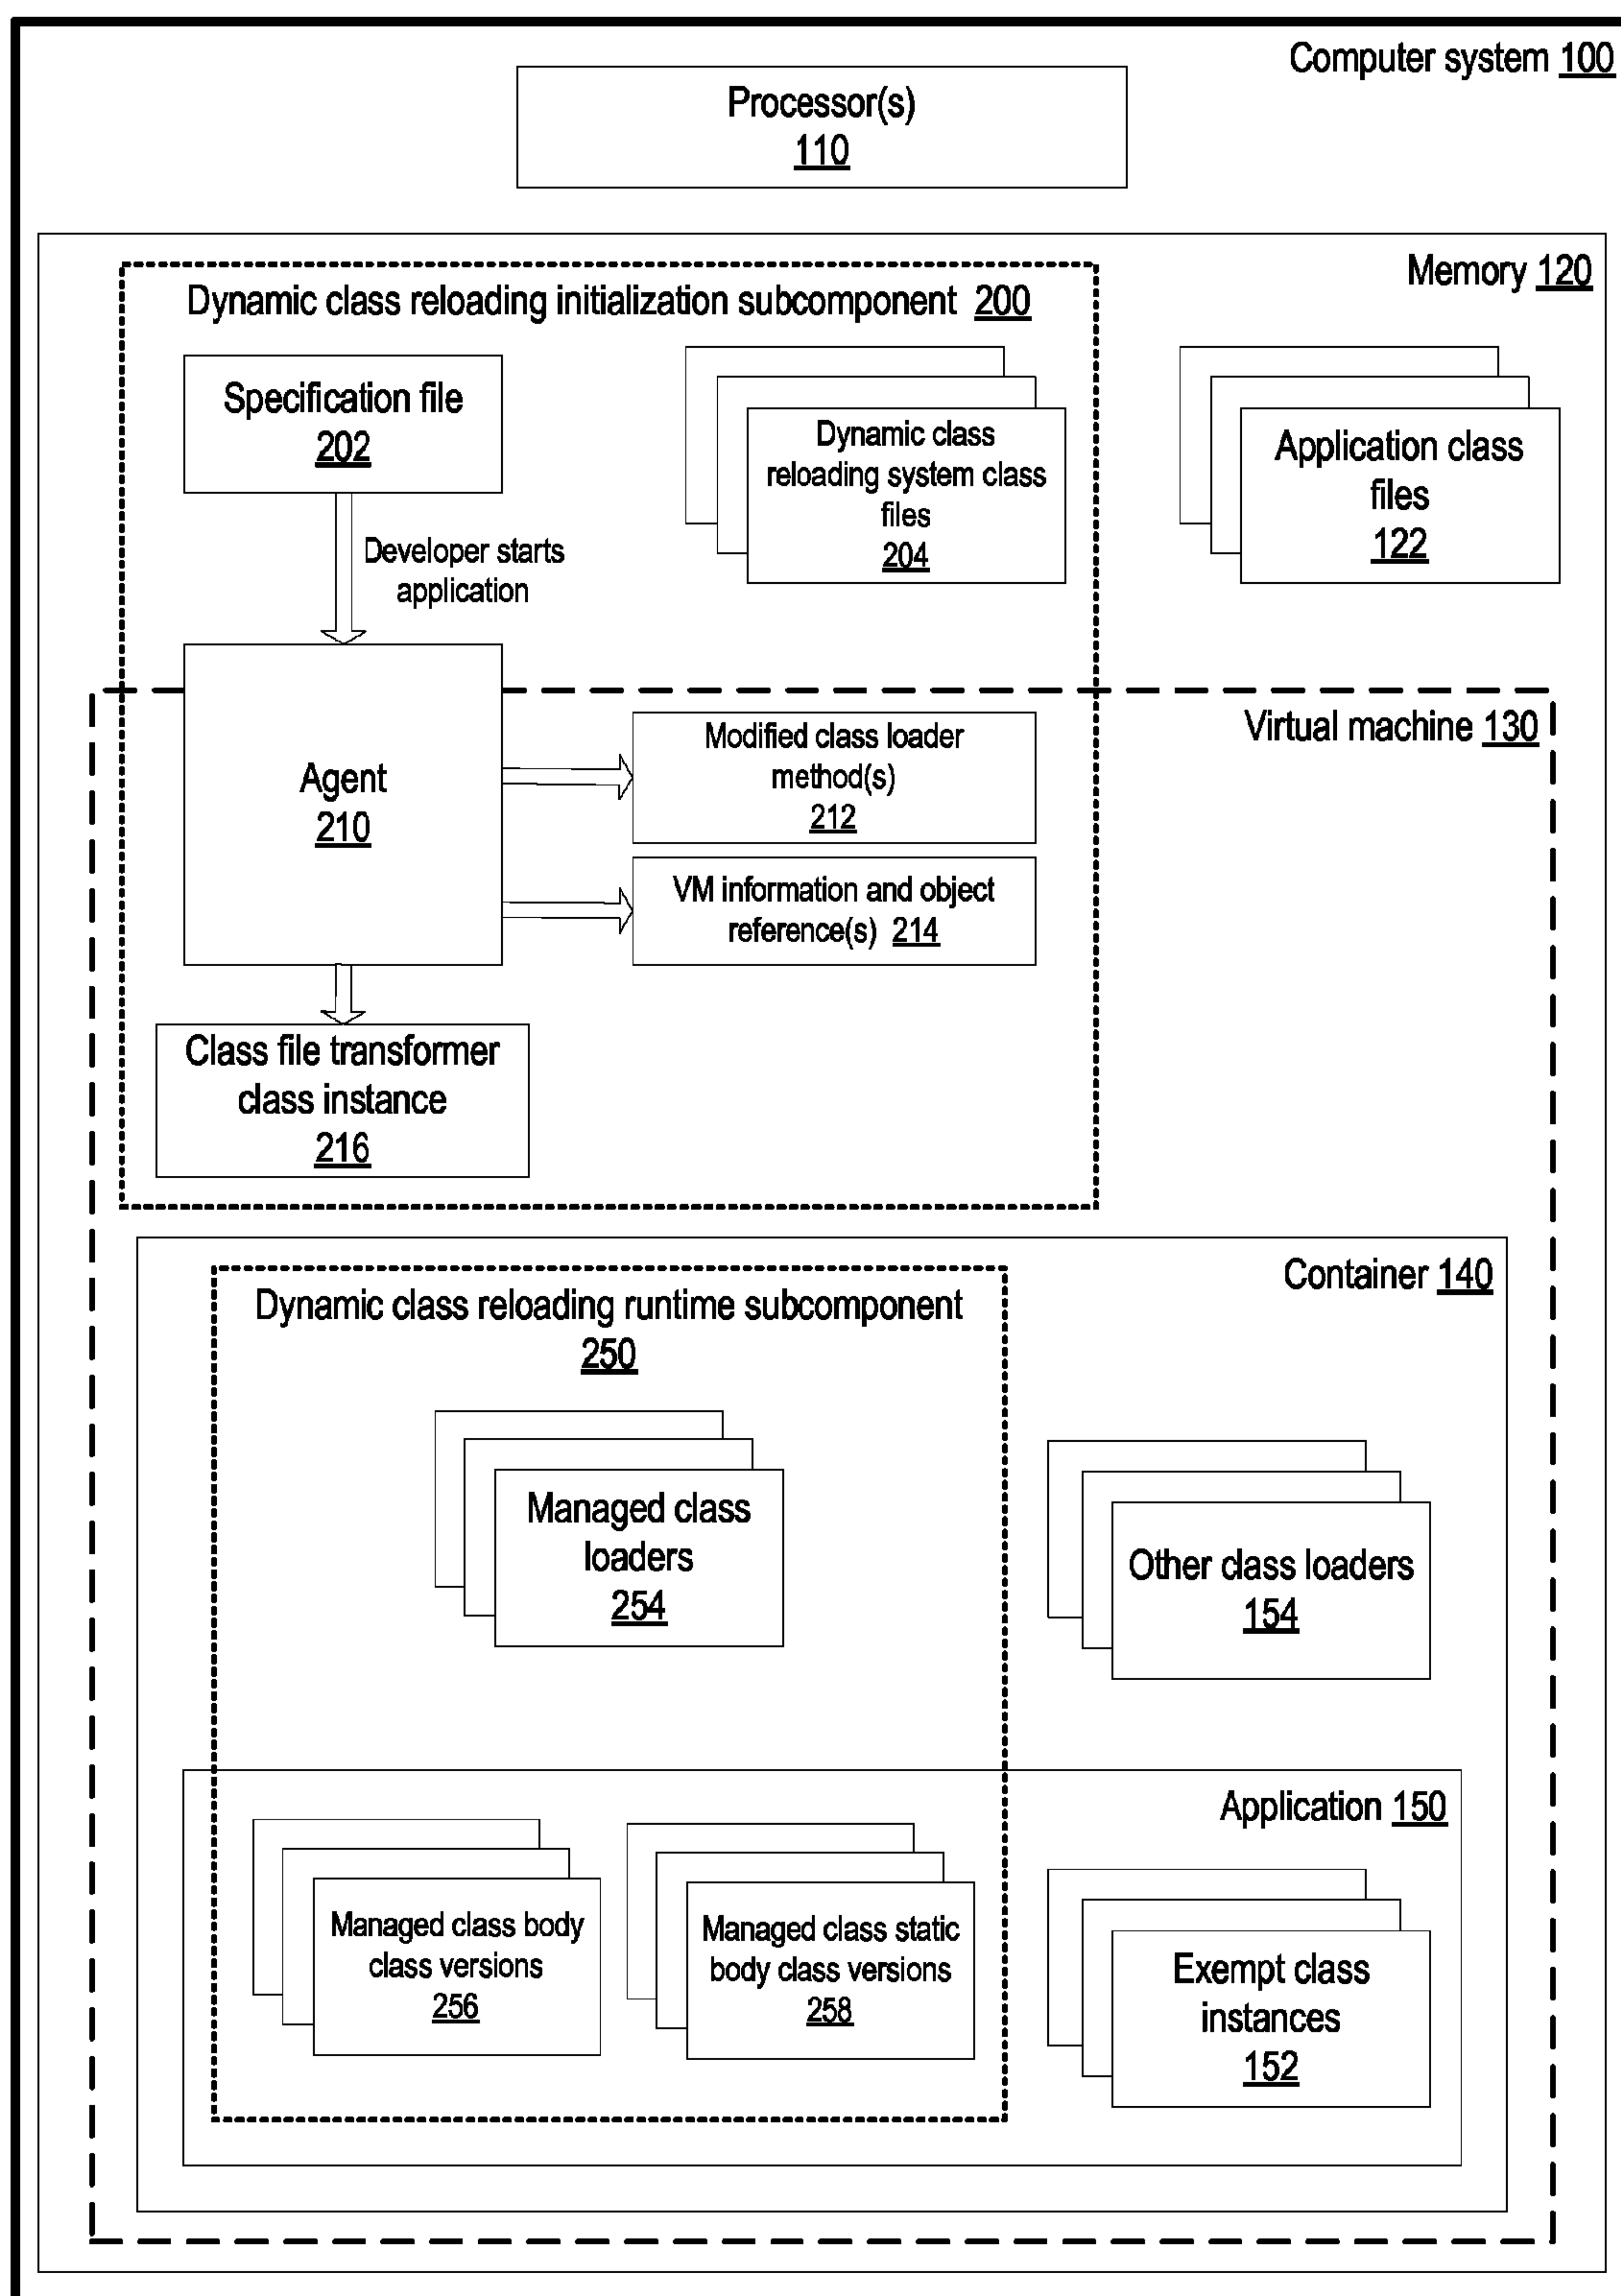 Computer system 100
Processor(s)
110
Memory 120
Dynamic class reloading initialization subcomponent 200
Specification file
202
Dynamic class
reloading system class
files
204
Application class
files
122
Developer starts
application
Virtual machine 130
Agent
210
Modified class loader
method(s)
212
VM information and object
reference(s) 214
Class file transformer
class instance
216
Container 140
Dynamic class reloading runtime subcomponent
250
Managed class
loaders
254
Other class loaders
154
Application 150
Managed class body
class versions
256
Managed class static
body class versions
258
Exempt class
instances
152